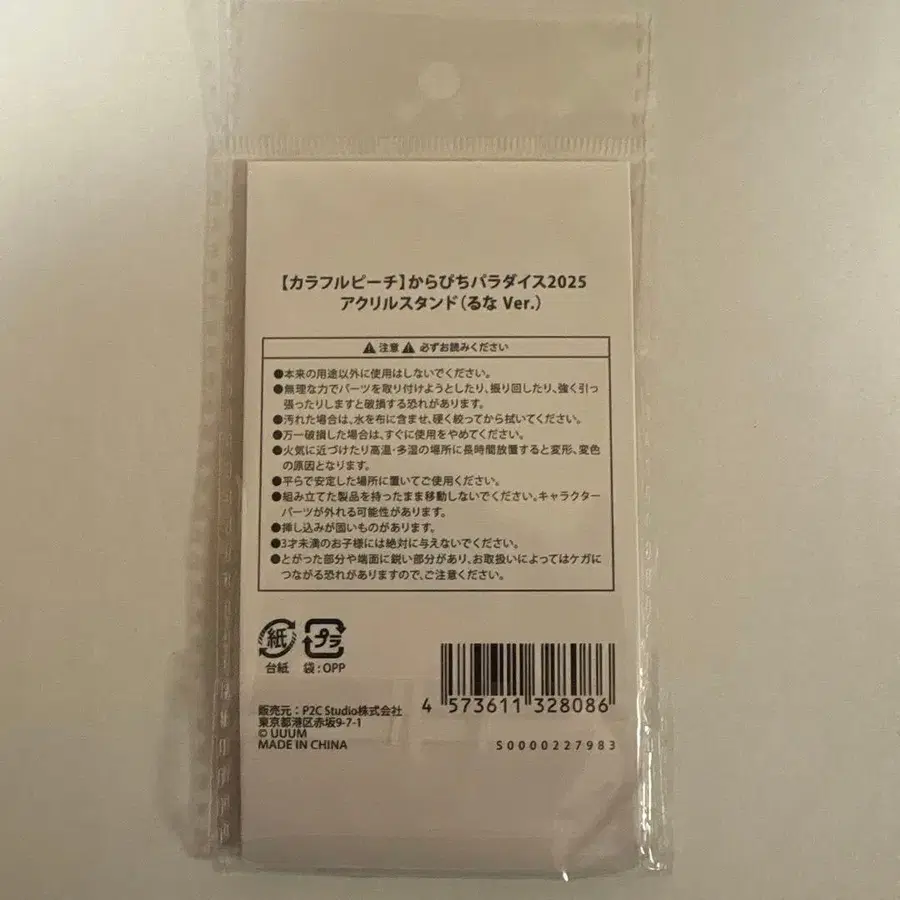 【カラフルピーチ】からぴちパラダイス2025
アクリルスタンド（るな Ver.）
⚠ 注意 ⚠ 必ずお読みください
●本来の用途以外に使用はしないでください。
●無理な力でパーツを取り付けようとしたり、振り回したり、強く引っ
張ったりしますと破損する恐れがあります。
●汚れた場合は、水を布に含ませ、硬く絞ってから拭いてください。
●万一破損した場合は、すぐに使用をやめてください。
●火気に近づけたり高温・多湿の場所に長時間放置すると変形、変色
の原因となります。
●平らで安定した場所に置いてご使用ください。
●組み立てた製品を持ったまま移動しないでください。キャラクター
パーツが外れる可能性があります。
●挿し込みが固いものがあります。
●3才未満のお子様には絶対に与えないでください。
●とがった部分や端面に鋭い部分があり、お取扱いによってはケガに
つながる恐れがありますので、ご注意ください。
紙 プラ
台紙 袋：OPP
販売元：P2C Studio株式会社
東京都港区赤坂9-7-1
© UUUM
MADE IN CHINA
4 573611 328086
S0000227983